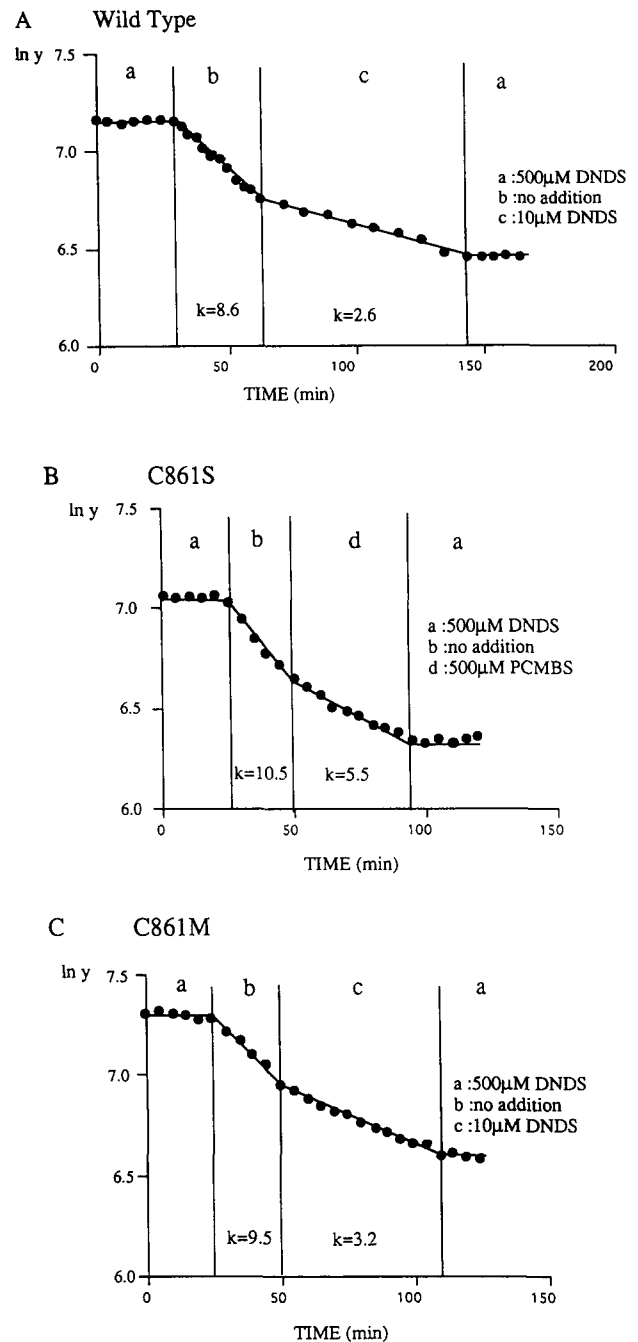 A Wild Type
ln y
7.5
7.0
6.5
6.0
a b c a
a :500µM DNDS
b :no addition
c :10µM DNDS
k=8.6 k=2.6
0 50 100 150 200
TIME (min)
B C861S
ln y
7.5
7.0
6.5
6.0
a b d a
a :500µM DNDS
b :no addition
d :500µM PCMBS
k=10.5 k=5.5
0 50 100 150
TIME (min)
C C861M
ln y
7.5
7.0
6.5
6.0
a b c a
a :500µM DNDS
b :no addition
c :10µM DNDS
k=9.5 k=3.2
0 50 100 150
TIME (min)